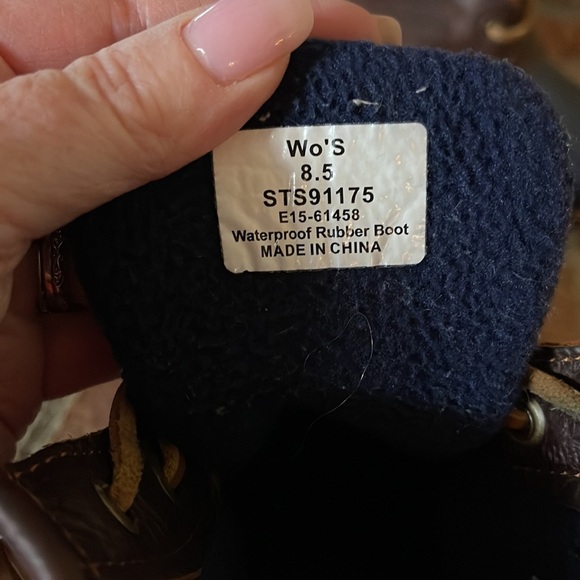 Wo'S
8.5
STS91175
E15-61458
Waterproof Rubber Boot
MADE IN CHINA